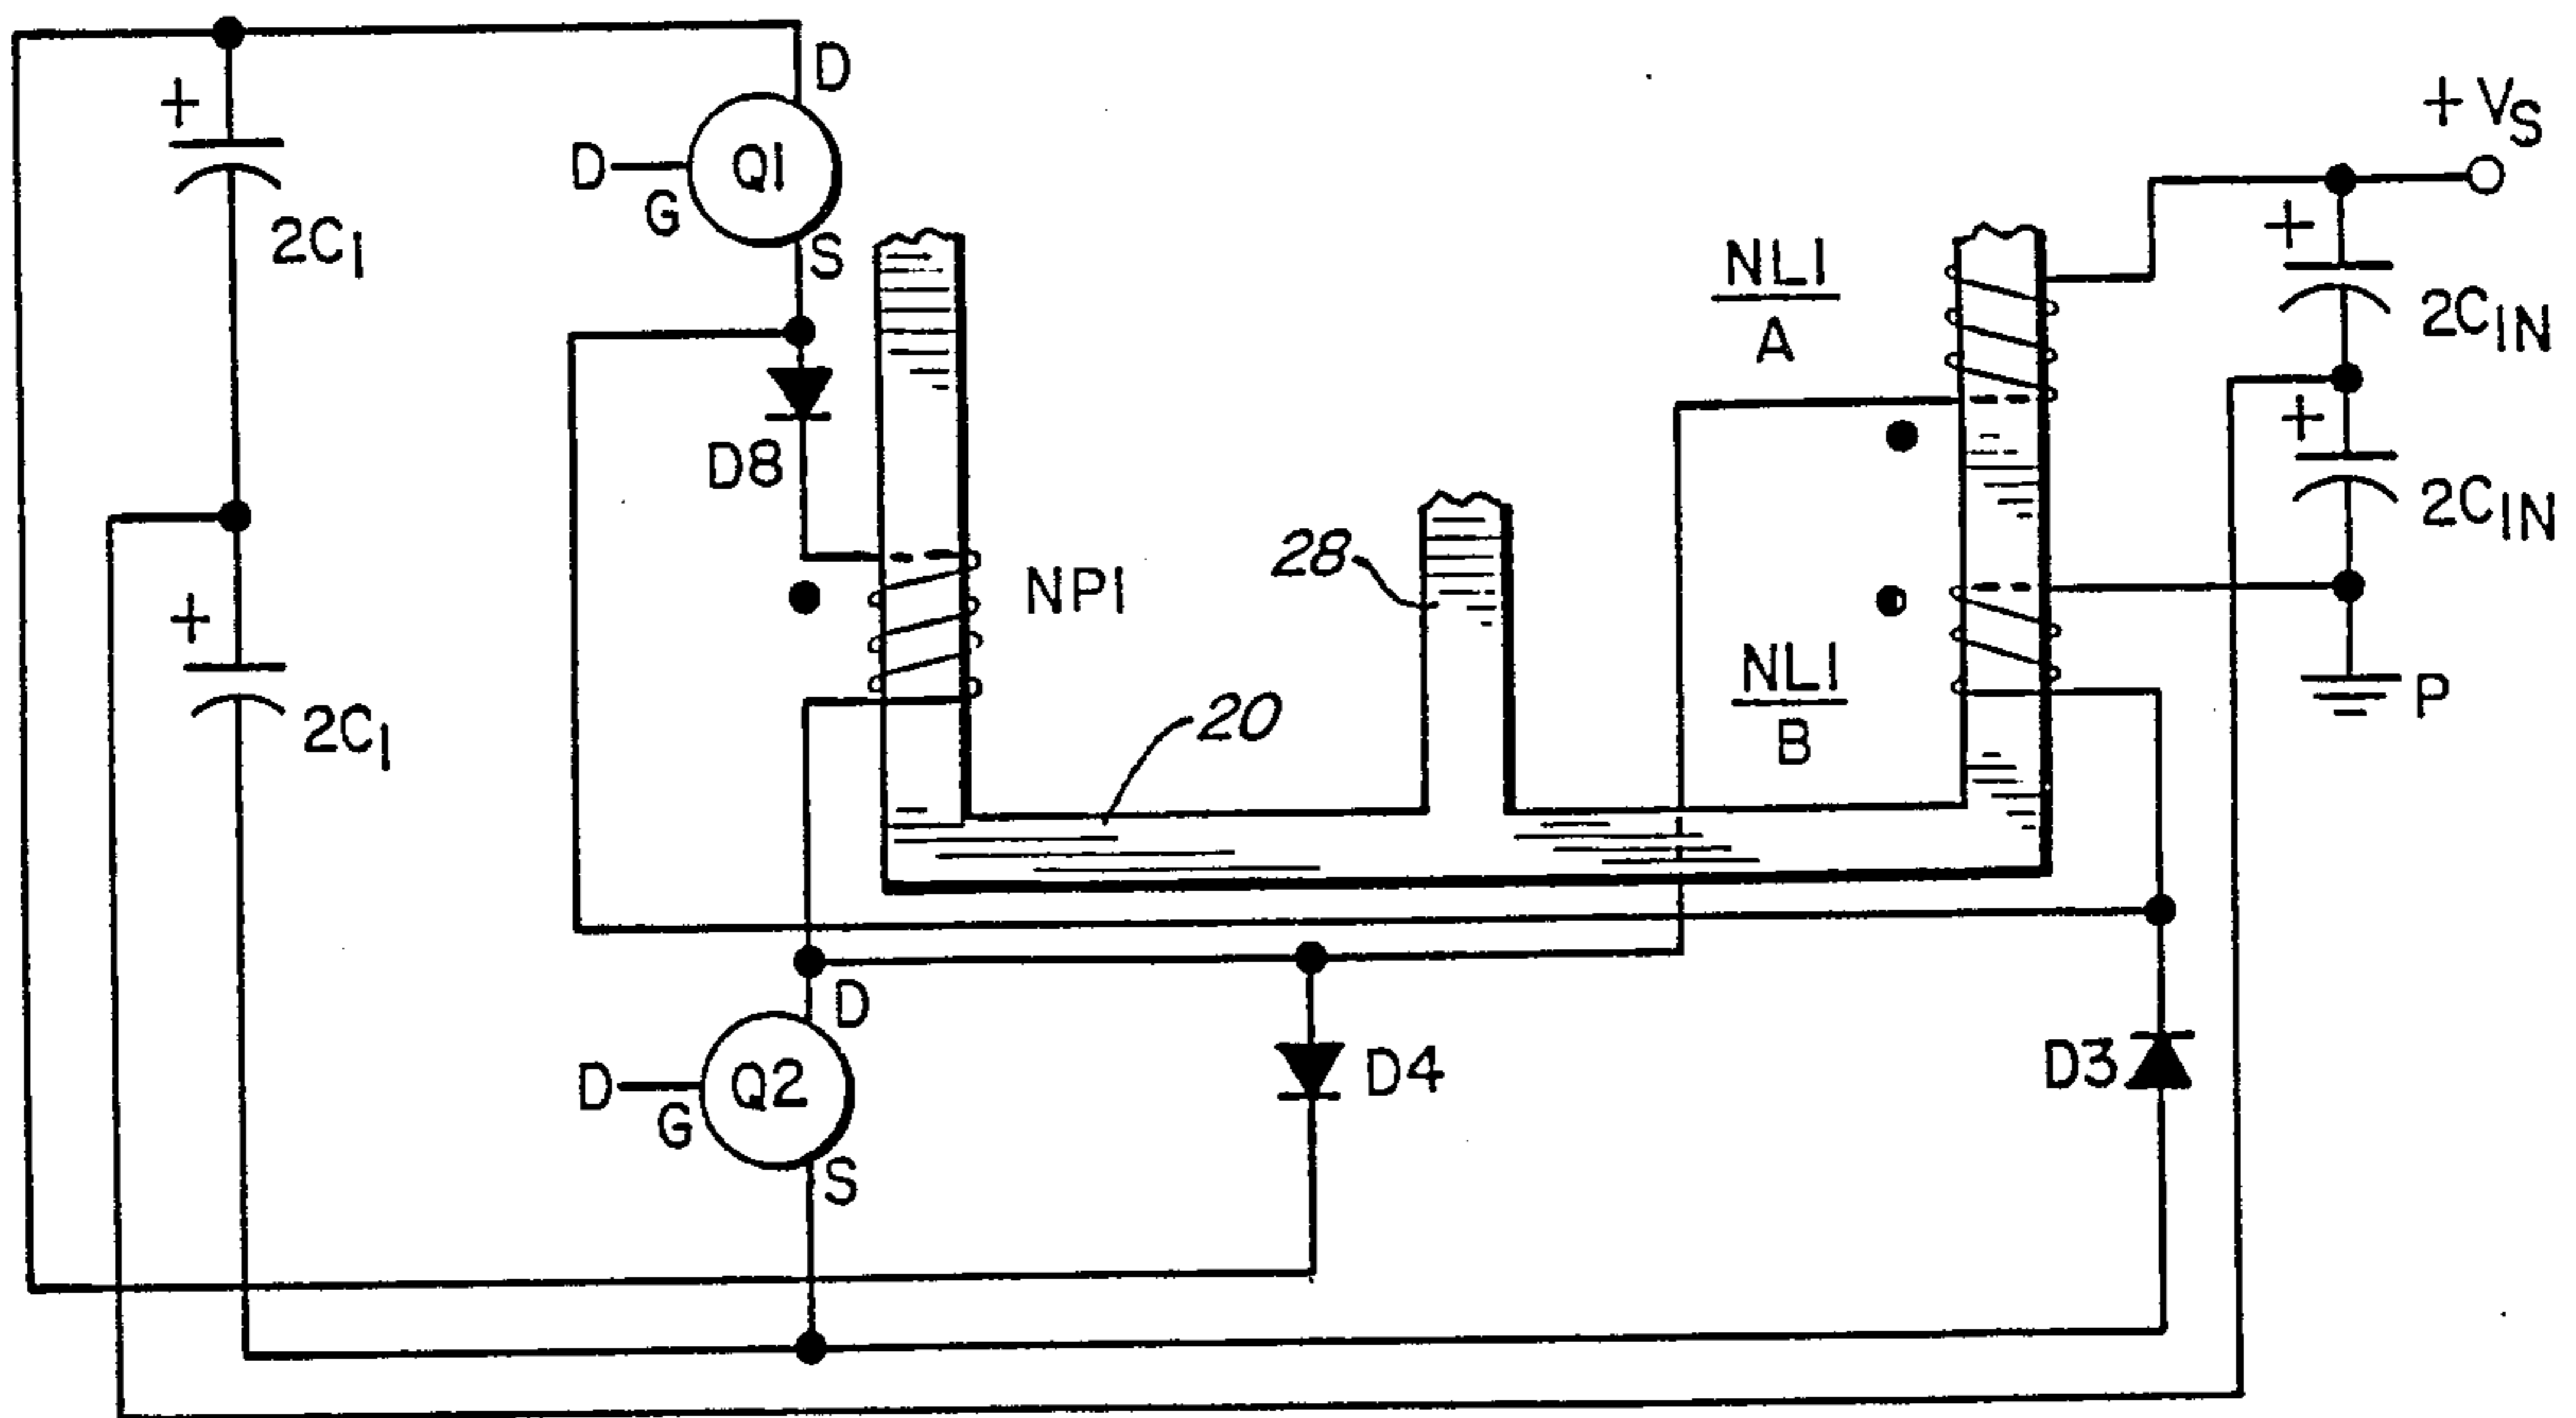 D
+
+ VS
Q1
D
G
NL1
A
+
2C1
S
2CIN
+
D8
2CIN
28
NP1
+
NL1
B
20
P
2C1
D
D4
D3
D
Q2
G
S